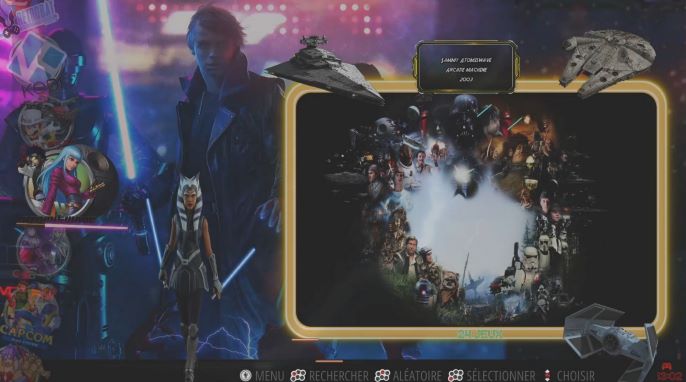 SAMMY ATOMISWAVE
ARCADE MACHINE
2003
CAPCOM
24 JEUX
MENU RECHERCHER ALÉATOIRE SÉLECTIONNER CHOISIR